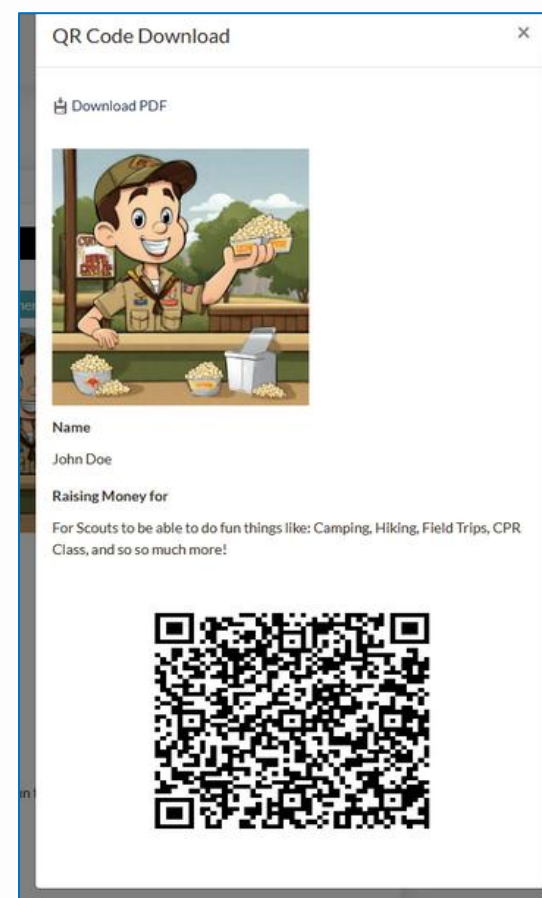 QR Code Download
×
Download PDF
Name
John Doe
Raising Money for
For Scouts to be able to do fun things like: Camping, Hiking, Field Trips, CPR
Class, and so so much more!